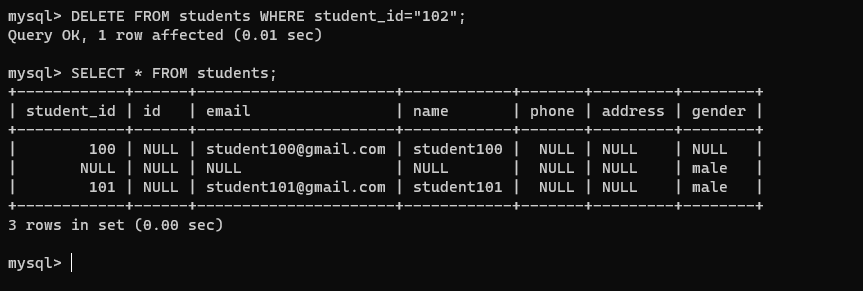 mysql> DELETE FROM students WHERE student_id="102";
Query OK, 1 row affected (0.01 sec)

mysql> SELECT * FROM students;
+------------+------+----------------------+------------+-------+---------+--------+
| student_id | id   | email                | name       | phone | address | gender |
+------------+------+----------------------+------------+-------+---------+--------+
|        100 | NULL | student100@gmail.com | student100 |  NULL | NULL    | NULL   |
|       NULL | NULL | NULL                 | NULL       |  NULL | NULL    | male   |
|        101 | NULL | student101@gmail.com | student101 |  NULL | NULL    | male   |
+------------+------+----------------------+------------+-------+---------+--------+
3 rows in set (0.00 sec)

mysql>